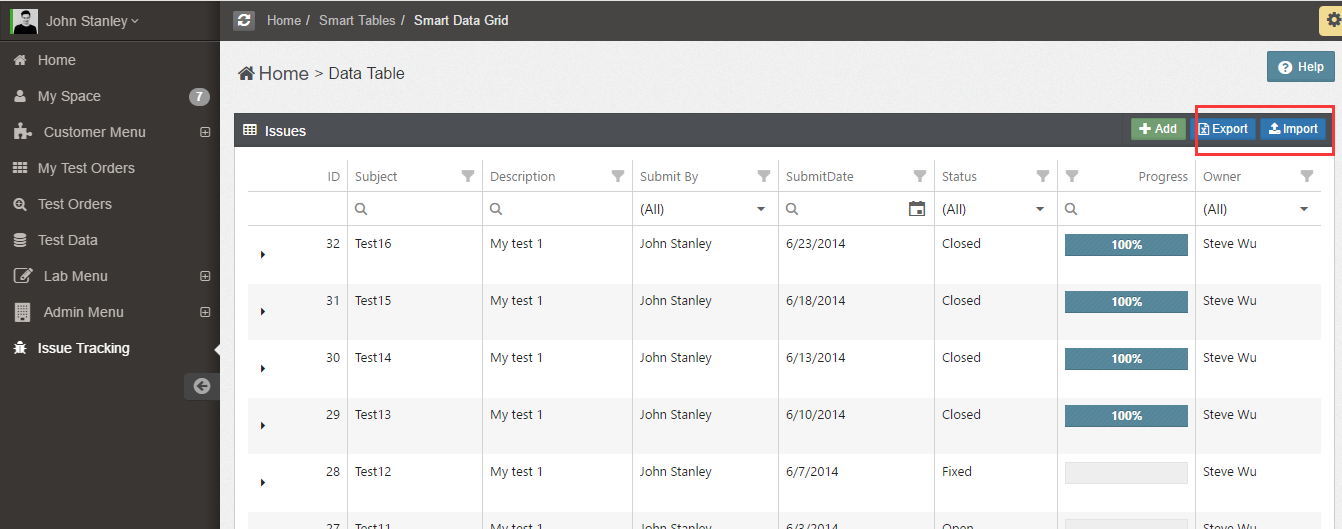 John Stanley
Home / Smart Tables / Smart Data Grid
Home
My Space 7
Customer Menu
My Test Orders
Test Orders
Test Data
Lab Menu
Admin Menu
Issue Tracking
Home > Data Table
Help
Issues
Add Export Import
ID Subject Description Submit By SubmitDate Status Progress Owner
(All) (All) (All)
32 Test16 My test 1 John Stanley 6/23/2014 Closed 100% Steve Wu
31 Test15 My test 1 John Stanley 6/18/2014 Closed 100% Steve Wu
30 Test14 My test 1 John Stanley 6/13/2014 Closed 100% Steve Wu
29 Test13 My test 1 John Stanley 6/10/2014 Closed 100% Steve Wu
28 Test12 My test 1 John Stanley 6/7/2014 Fixed Steve Wu
27 Test11 My test 1 John Stanley 6/3/2014 Open Steve Wu